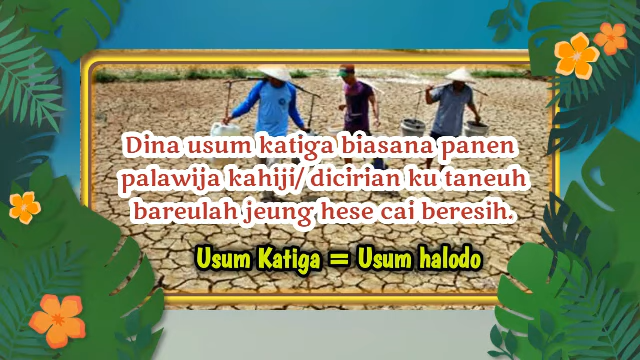 Dina usum katiga biasana panen
palawija kahiji/ dicirian ku taneuh
bareulah jeung hese cai beresih.
Usum Katiga = Usum halodo